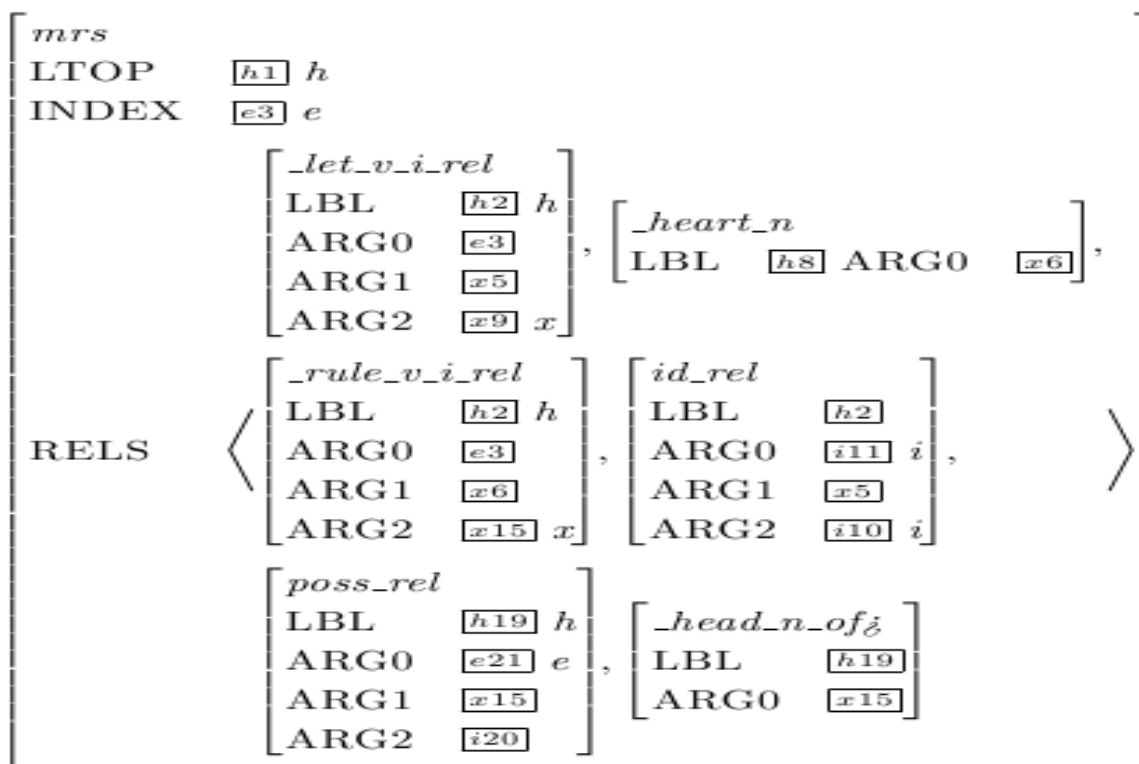 mrs
LTOP h1 h
INDEX e3 e
_let_v_i_rel
LBL h2 h
ARG0 e3
ARG1 x5
ARG2 x9 x
,
_heart_n
LBL h8 ARG0 x6
,
RELS ⟨
_rule_v_i_rel
LBL h2 h
ARG0 e3
ARG1 x6
ARG2 x15 x
,
id_rel
LBL h2
ARG0 i11 i
ARG1 x5
ARG2 i10 i
,
⟩
poss_rel
LBL h19 h
ARG0 e21 e
ARG1 x15
ARG2 i20
,
_head_n_of¿
LBL h19
ARG0 x15